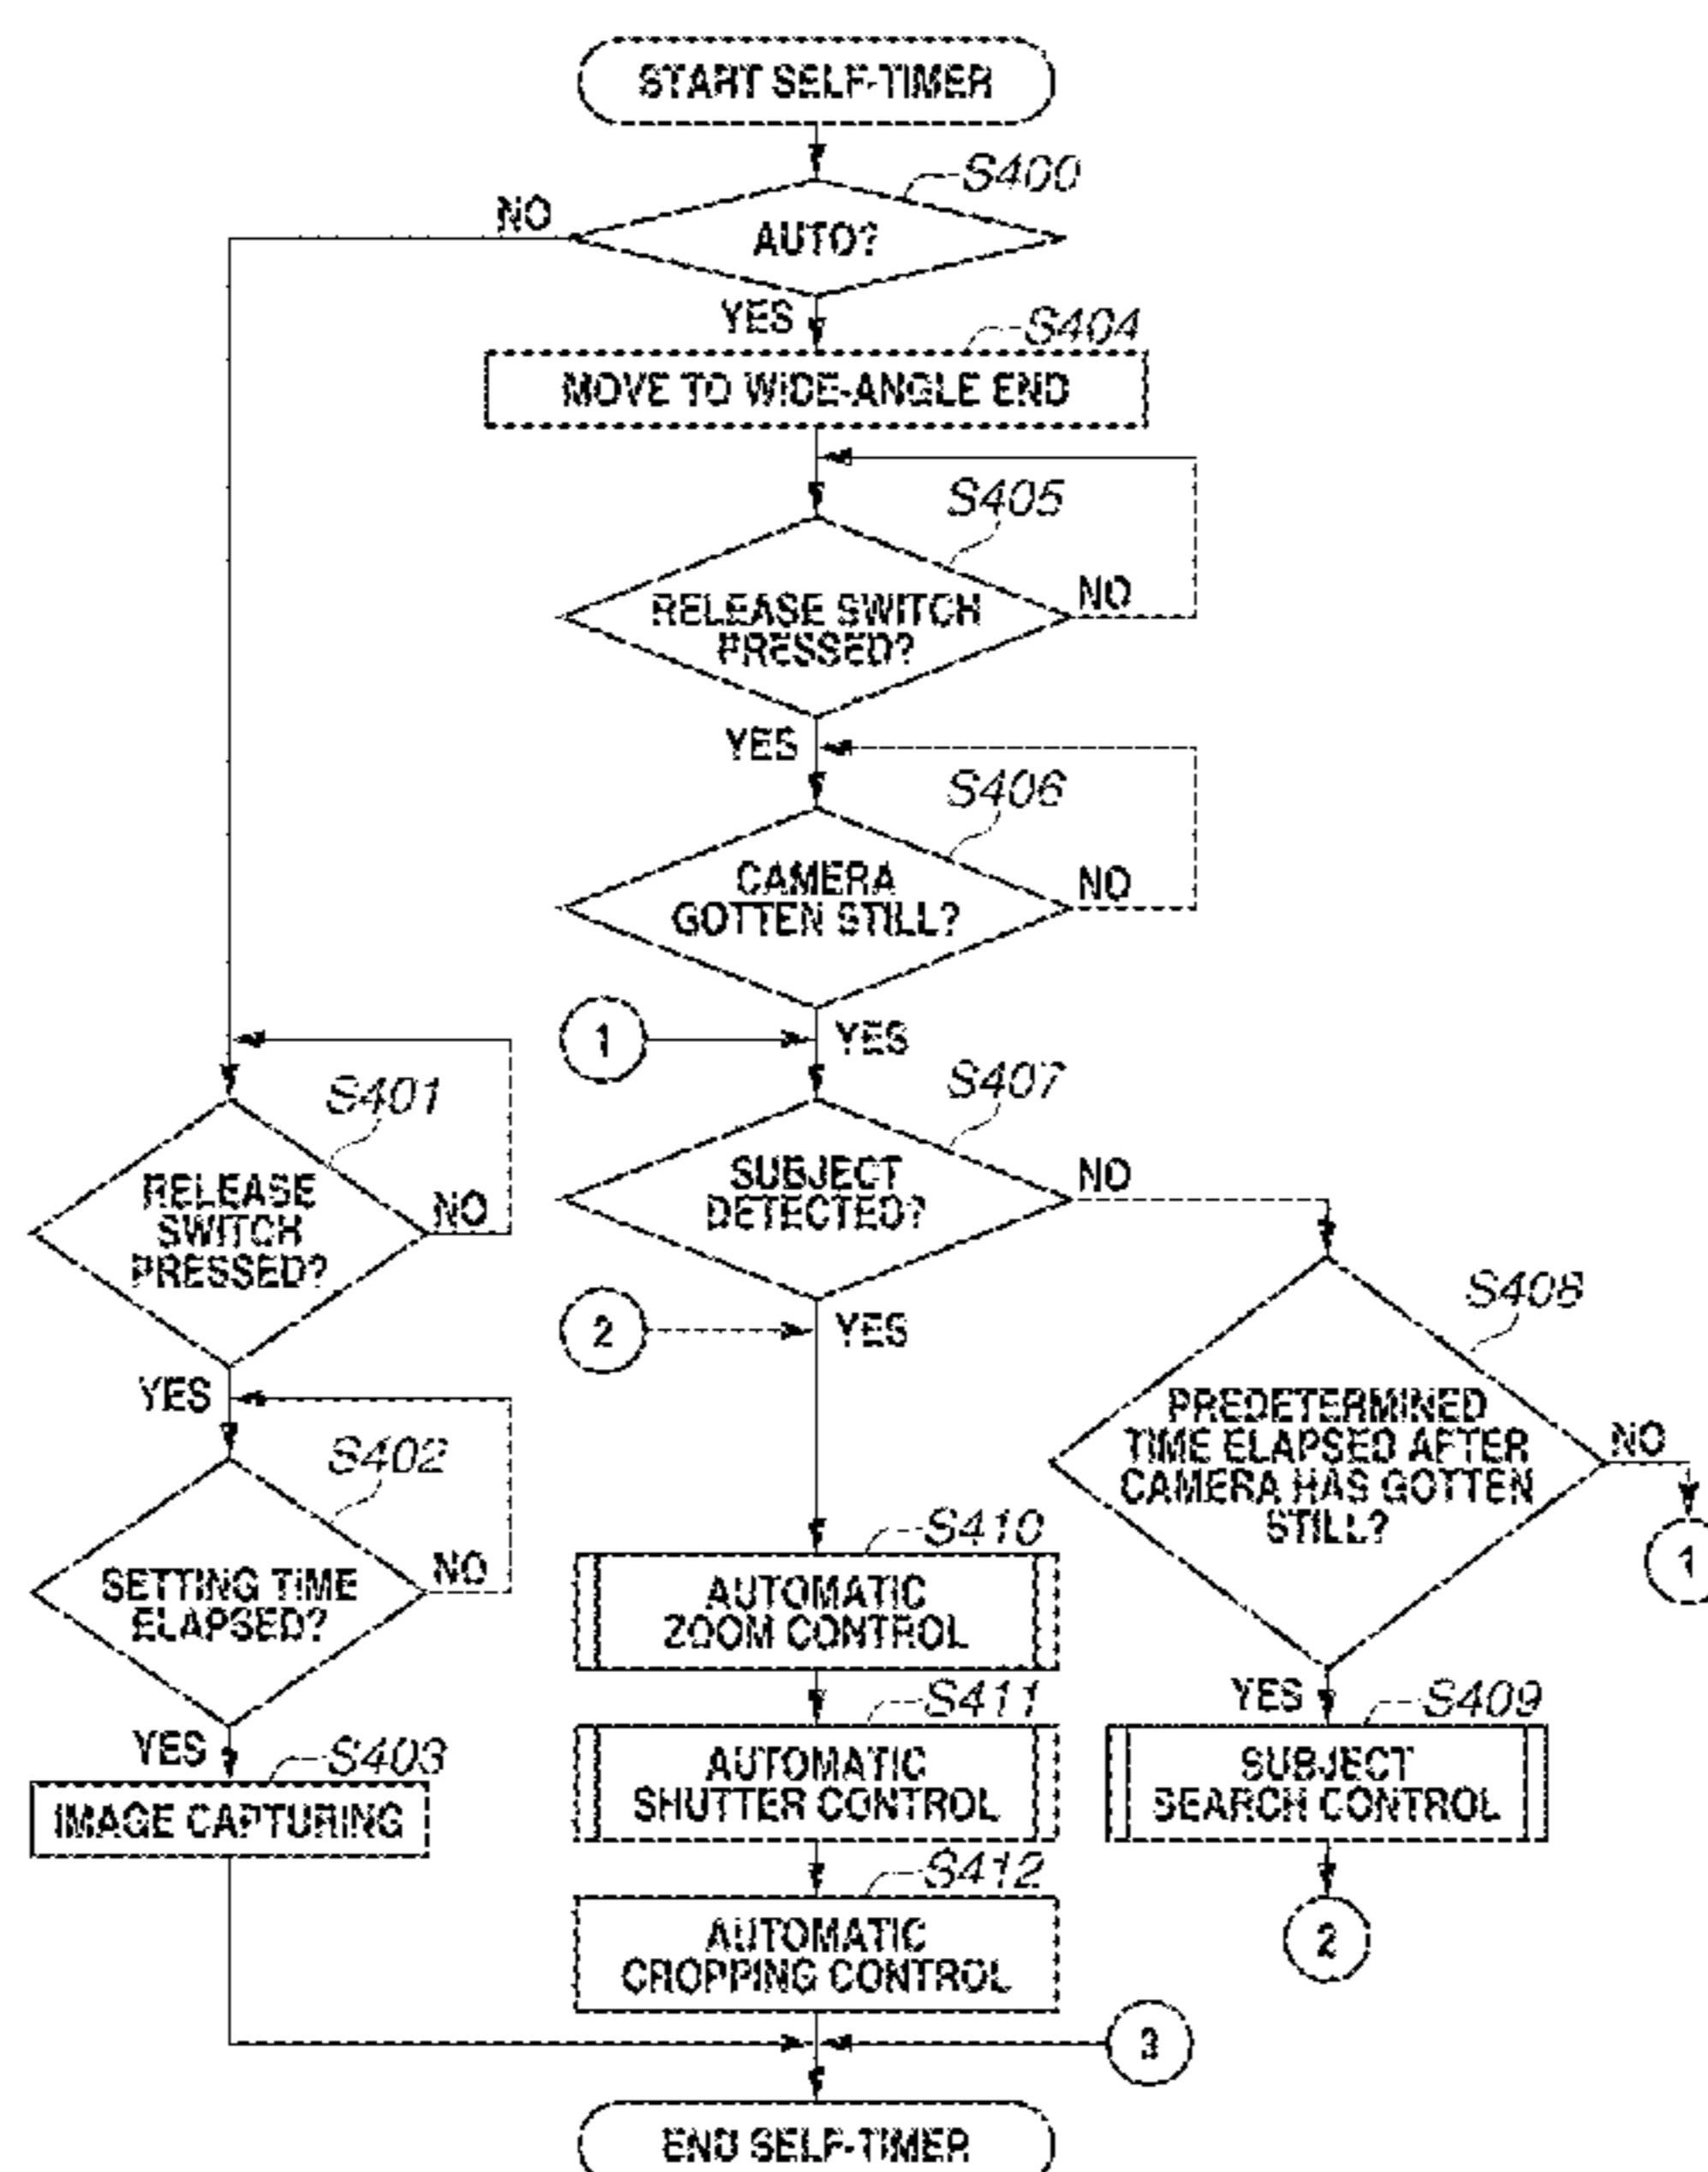 START SELF-TIMER
S400
NO
AUTO?
YES
S404
MOVE TO WIDE-ANGLE END
S405
RELEASE SWITCH
PRESSED?
NO
YES
S406
CAMERA
GOTTEN STILL?
NO
1
YES
S407
S401
SUBJECT
DETECTED?
NO
RELEASE
SWITCH
PRESSED?
NO
2
YES
S408
YES
S402
PREDETERMINED
TIME ELAPSED AFTER
CAMERA HAS GOTTEN
STILL?
NO
1
SETTING TIME
ELAPSED?
NO
S410
AUTOMATIC
ZOOM CONTROL
YES
S403
IMAGE CAPTURING
S411
AUTOMATIC
SHUTTER CONTROL
YES
S409
SUBJECT
SEARCH CONTROL
2
S412
AUTOMATIC
CROPPING CONTROL
3
END SELF-TIMER